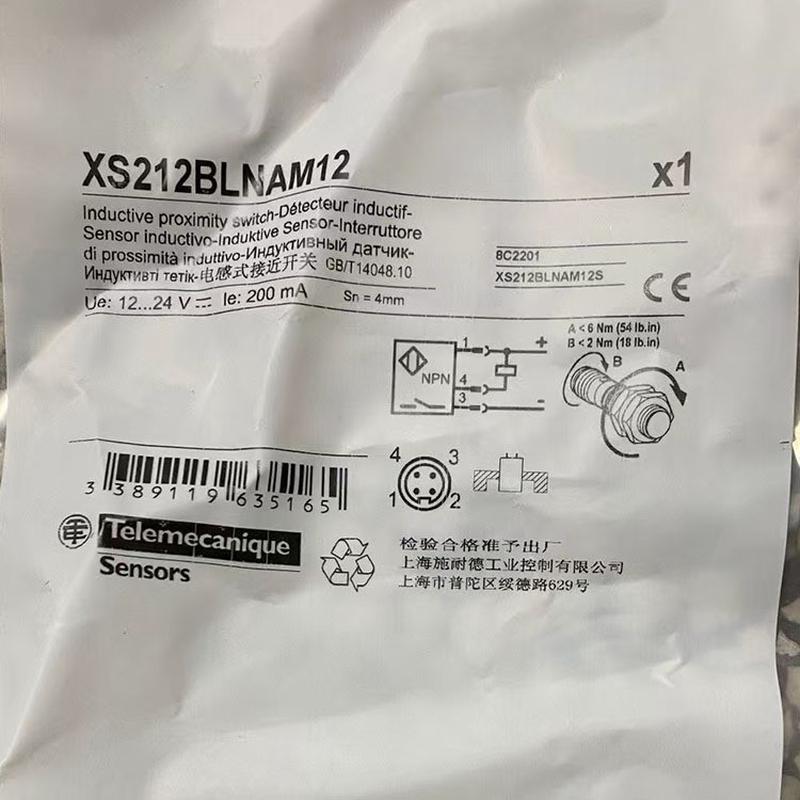 XS212BLNAM12
x1
Inductive proximity switch-Détecteur inductif-
Sensor inductivo-Induktive Sensor-Interruttore
di prossimità induttivo-Индуктивный датчик-
Индуктивті тетік-电感式接近开关 GB/T14048.10
Ue: 12...24 V ⎓ Ie: 200 mA Sn = 4mm
8C2201
XS212BLNAM12S
CE
A < 6 Nm (54 lb.in)
B < 2 Nm (18 lb.in)
B
A
1
+
NPN
4
3
-
4 3
1 2
3 389119 635165
Telemecanique
Sensors
检验合格准予出厂
上海施耐德工业控制有限公司
上海市普陀区绥德路629号